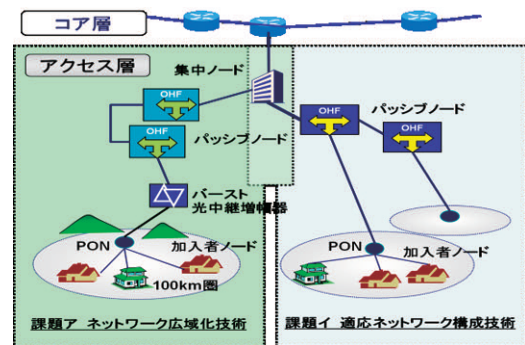 コア層
アクセス層
集中ノード
OHF
OHF
パッシブノード
バースト
光中継増幅器
PON
加入者ノード
100km圏
課題ア ネットワーク広域化技術
OHF
パッシブノード
OHF
PON
加入者ノード
課題イ 適応ネットワーク構成技術